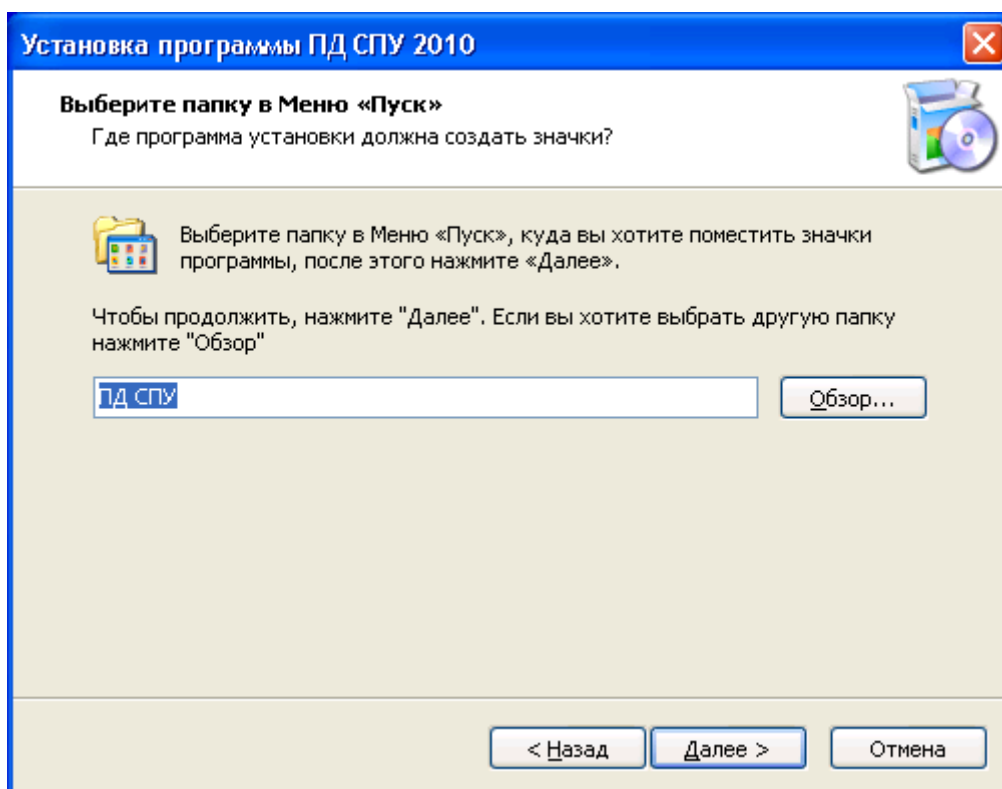 Установка программы ПД СПУ 2010
Выберите папку в Меню «Пуск»
Где программа установки должна создать значки?
Выберите папку в Меню «Пуск», куда вы хотите поместить значки
программы, после этого нажмите «Далее».
Чтобы продолжить, нажмите "Далее". Если вы хотите выбрать другую папку
нажмите "Обзор"
ПД СПУ
Обзор...
< Назад
Далее >
Отмена